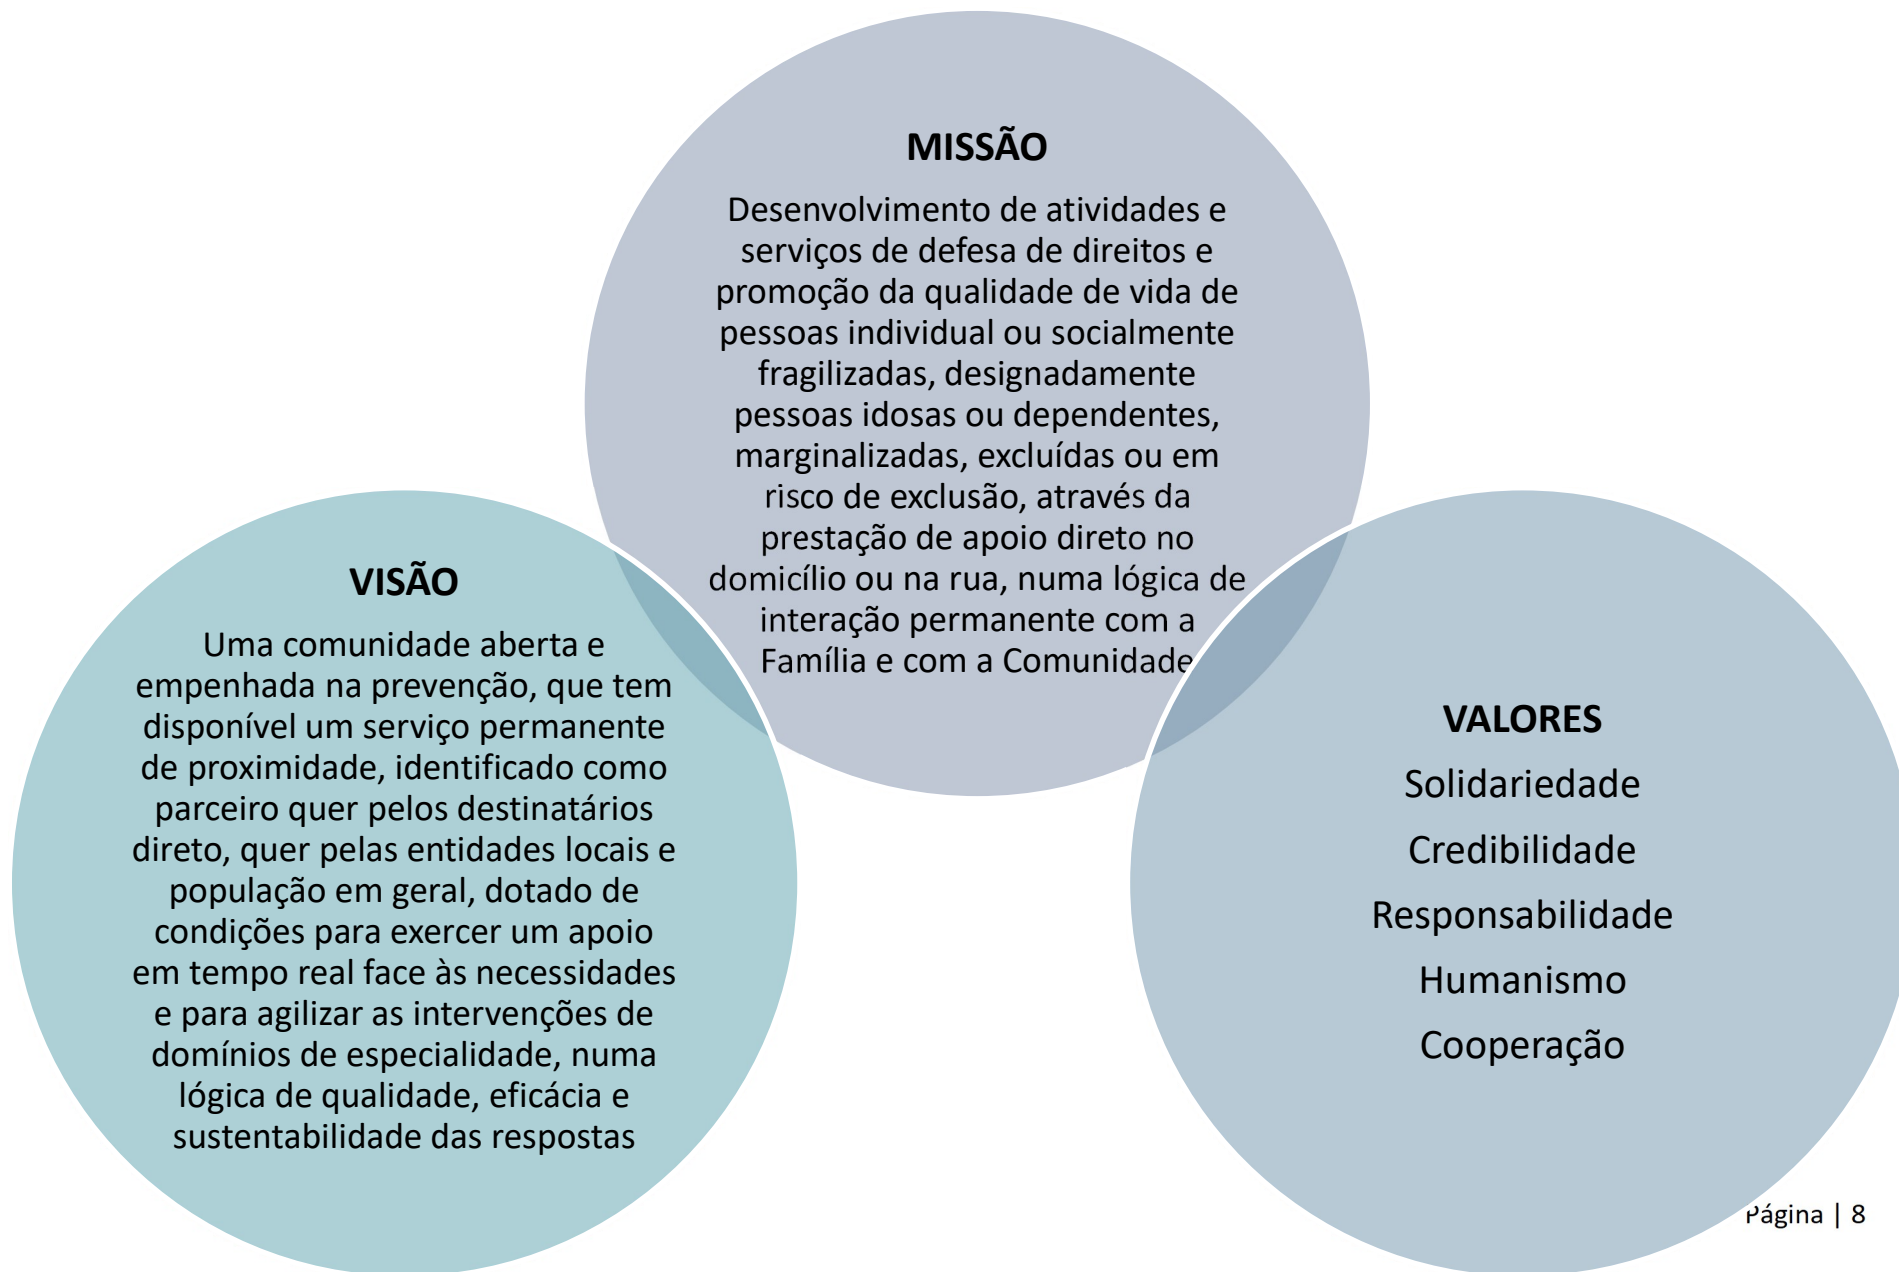 MISSÃO
Desenvolvimento de atividades e
serviços de defesa de direitos e
promoção da qualidade de vida de
pessoas individual ou socialmente
fragilizadas, designadamente
pessoas idosas ou dependentes,
marginalizadas, excluídas ou em
risco de exclusão, através da
prestação de apoio direto no
domicílio ou na rua, numa lógica de
interação permanente com a
Família e com a Comunidade
VISÃO
Uma comunidade aberta e
empenhada na prevenção, que tem
disponível um serviço permanente
de proximidade, identificado como
parceiro quer pelos destinatários
direto, quer pelas entidades locais e
população em geral, dotado de
condições para exercer um apoio
em tempo real face às necessidades
e para agilizar as intervenções de
domínios de especialidade, numa
lógica de qualidade, eficácia e
sustentabilidade das respostas
VALORES
Solidariedade
Credibilidade
Responsabilidade
Humanismo
Cooperação
Página | 8